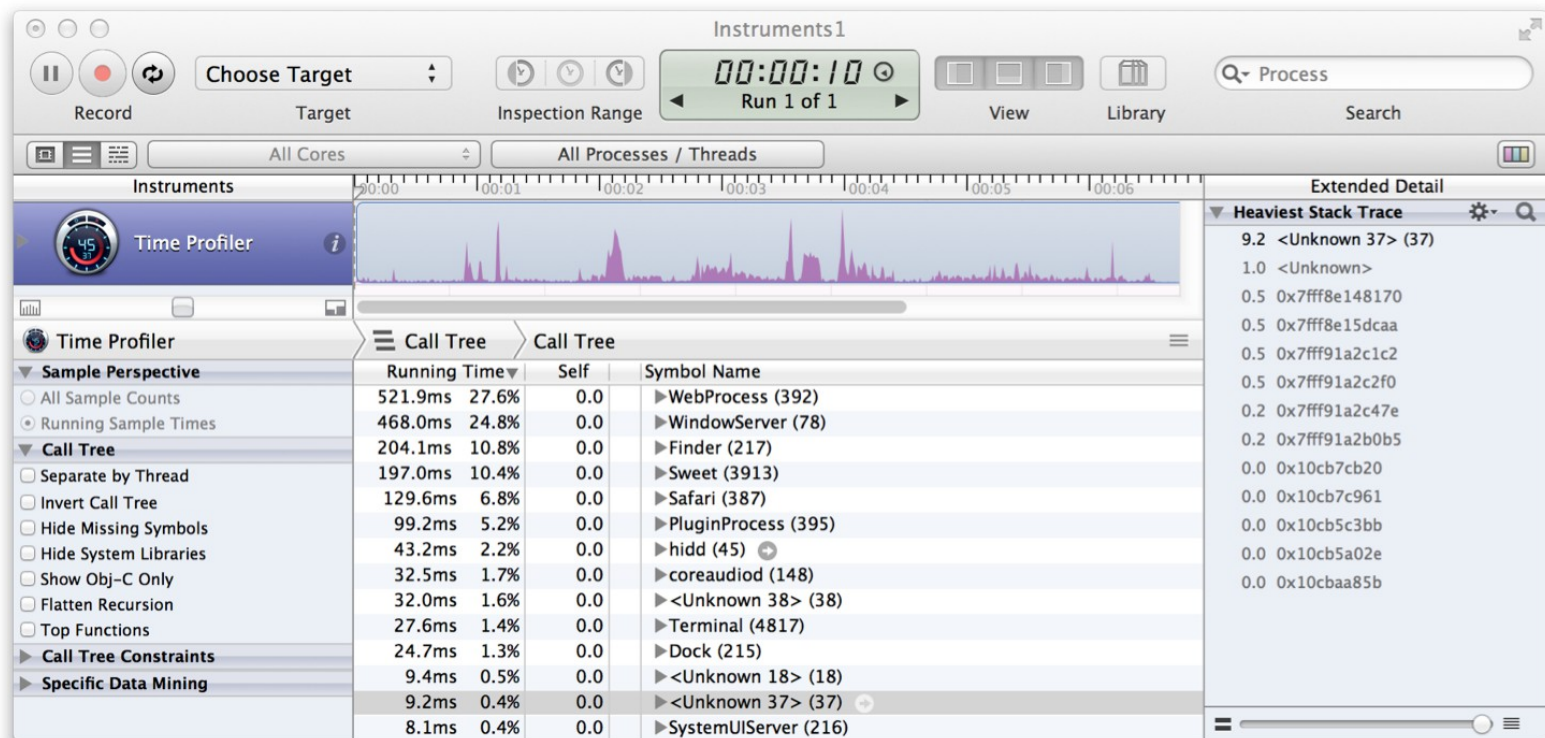 Instruments1
00:00:10
Choose Target
Run 1 of 1
Process
Record Target Inspection Range View Library Search
All Cores All Processes / Threads
Instruments 00:00 00:01 00:02 00:03 00:04 00:05 00:06 Extended Detail
Heaviest Stack Trace
45
37
Time Profiler
9.2 <Unknown 37> (37)
1.0 <Unknown>
0.5 0x7fff8e148170
0.5 0x7fff8e15dcaa
0.5 0x7fff91a2c1c2
0.5 0x7fff91a2c2f0
0.2 0x7fff91a2c47e
0.2 0x7fff91a2b0b5
0.0 0x10cb7cb20
0.0 0x10cb7c961
0.0 0x10cb5c3bb
0.0 0x10cb5a02e
0.0 0x10cbaa85b
Time Profiler Call Tree Call Tree
Sample Perspective
All Sample Counts
Running Sample Times
Call Tree
Separate by Thread
Invert Call Tree
Hide Missing Symbols
Hide System Libraries
Show Obj-C Only
Flatten Recursion
Top Functions
Call Tree Constraints
Specific Data Mining
Running Time Self Symbol Name
521.9ms 27.6% 0.0 WebProcess (392)
468.0ms 24.8% 0.0 WindowServer (78)
204.1ms 10.8% 0.0 Finder (217)
197.0ms 10.4% 0.0 Sweet (3913)
129.6ms 6.8% 0.0 Safari (387)
99.2ms 5.2% 0.0 PluginProcess (395)
43.2ms 2.2% 0.0 hidd (45)
32.5ms 1.7% 0.0 coreaudiod (148)
32.0ms 1.6% 0.0 <Unknown 38> (38)
27.6ms 1.4% 0.0 Terminal (4817)
24.7ms 1.3% 0.0 Dock (215)
9.4ms 0.5% 0.0 <Unknown 18> (18)
9.2ms 0.4% 0.0 <Unknown 37> (37)
8.1ms 0.4% 0.0 SystemUIServer (216)